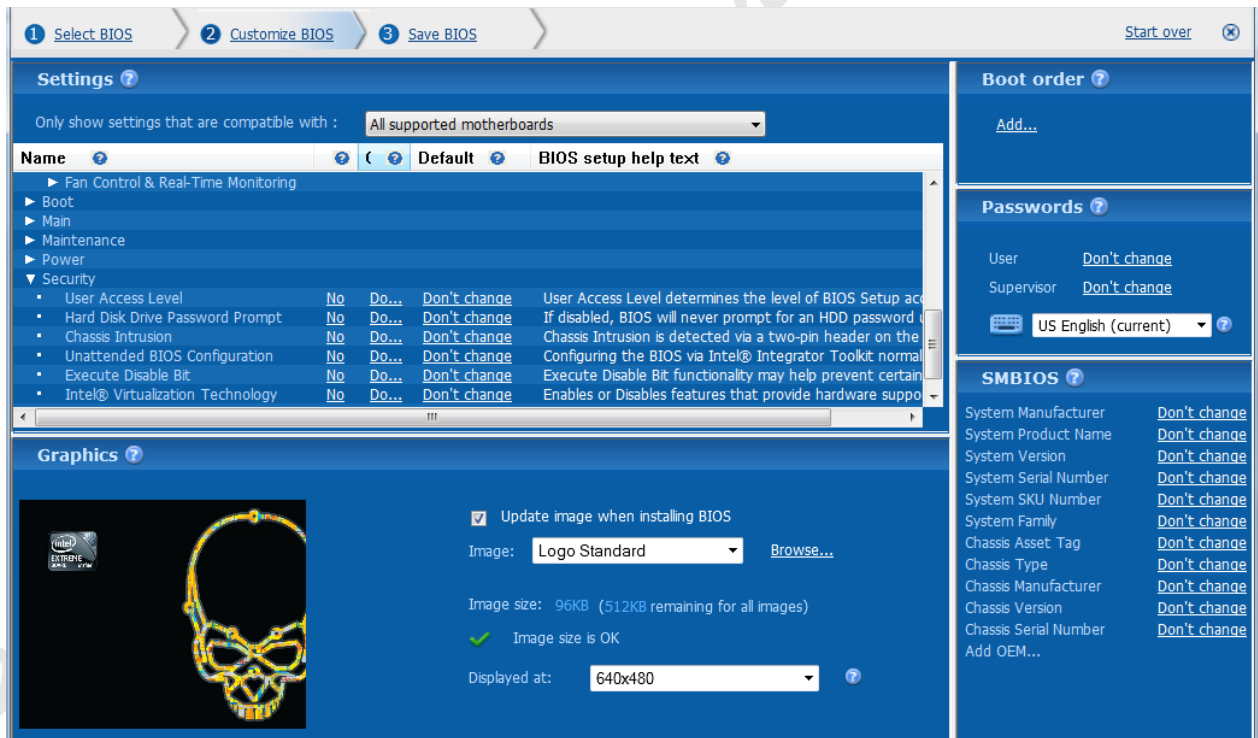 1 Select BIOS
2 Customize BIOS
3 Save BIOS
Start over
Settings ?
Only show settings that are compatible with :
All supported motherboards
Name ? ? ( ? Default ? BIOS setup help text ?
Fan Control & Real-Time Monitoring
Boot
Main
Maintenance
Power
Security
User Access Level No Do... Don't change User Access Level determines the level of BIOS Setup acc
Hard Disk Drive Password Prompt No Do... Don't change If disabled, BIOS will never prompt for an HDD password u
Chassis Intrusion No Do... Don't change Chassis Intrusion is detected via a two-pin header on the
Unattended BIOS Configuration No Do... Don't change Configuring the BIOS via Intel® Integrator Toolkit normal
Execute Disable Bit No Do... Don't change Execute Disable Bit functionality may help prevent certain
Intel® Virtualization Technology No Do... Don't change Enables or Disables features that provide hardware suppo
Graphics ?
intel
EXTREME
Update image when installing BIOS
Image: Logo Standard Browse...
Image size: 96KB (512KB remaining for all images)
Image size is OK
Displayed at: 640x480 ?
Boot order ?
Add...
Passwords ?
User Don't change
Supervisor Don't change
US English (current) ?
SMBIOS ?
System Manufacturer Don't change
System Product Name Don't change
System Version Don't change
System Serial Number Don't change
System SKU Number Don't change
System Family Don't change
Chassis Asset Tag Don't change
Chassis Type Don't change
Chassis Manufacturer Don't change
Chassis Version Don't change
Chassis Serial Number Don't change
Add OEM...